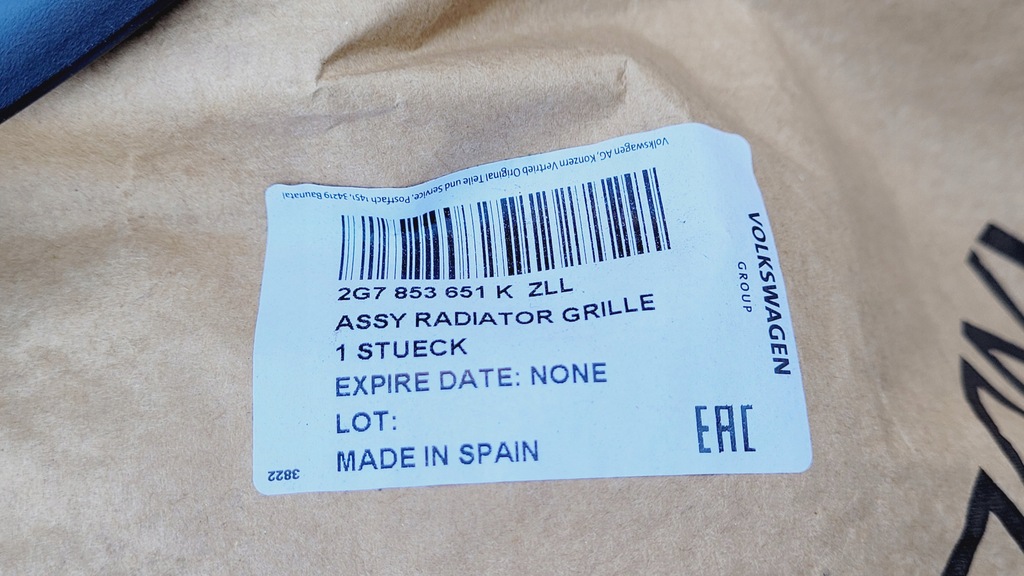 Volkswagen AG, Konzern Vertrieb Original Teile und Service, Postfach 1451, 34219 Baunatal
2G7 853 651 K ZLL
ASSY RADIATOR GRILLE
1 STUECK
EXPIRE DATE: NONE
LOT:
MADE IN SPAIN
VOLKSWAGEN
GROUP
EAC
3822